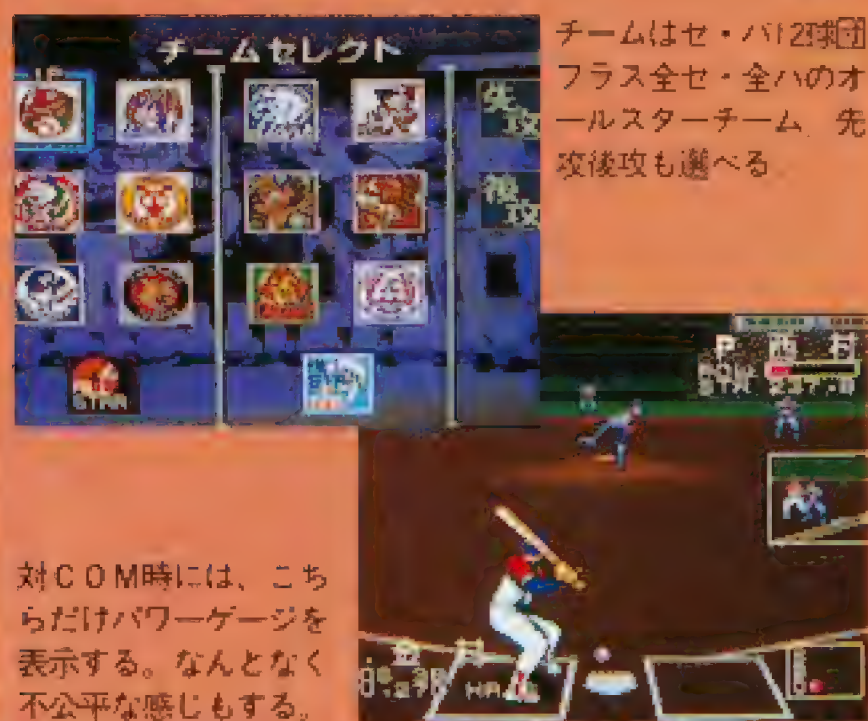 チームはセ・パ12球団
プラス全セ・全パのオ
ールスターチーム 先
攻後攻も選べる
チームセレクト
1P
先攻
後攻
STAR
P 西 村
対COM時には、こち
らだけパワーゲージを
表示する。なんとなく
不公平な感じもする。